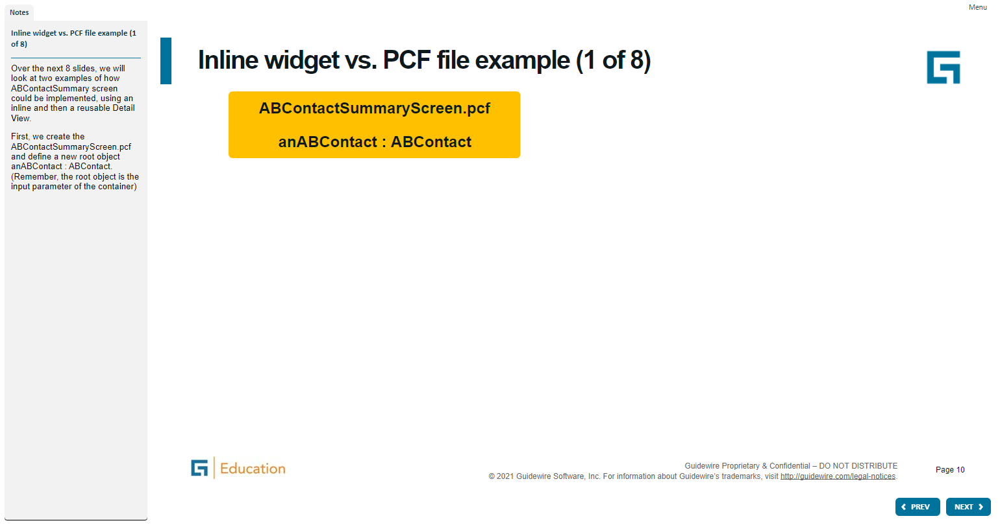 Notes
Menu
Inline widget vs. PCF file example (1
of 8)
Over the next 8 slides, we will
look at two examples of how
ABContactSummary screen
could be implemented, using an
inline and then a reusable Detail
View.
First, we create the
ABContactSummaryScreen.pcf
and define a new root object
anABContact : ABContact.
(Remember, the root object is the
input parameter of the container)
Inline widget vs. PCF file example (1 of 8)
ABContactSummaryScreen.pcf
anABContact : ABContact
Education
Guidewire Proprietary & Confidential – DO NOT DISTRIBUTE
© 2021 Guidewire Software, Inc. For information about Guidewire's trademarks, visit http://guidewire.com/legal-notices.
Page 10
PREV
NEXT